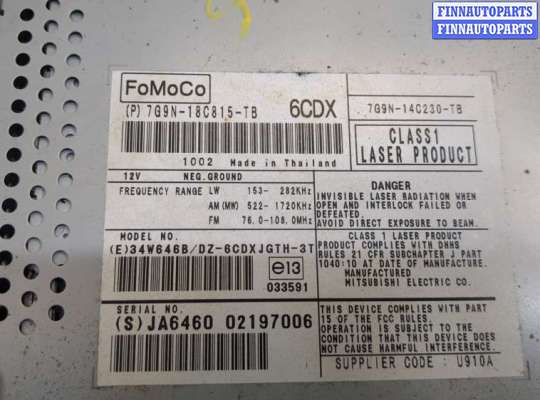 FINNAUTOPARTS
FINNAUTOPARTS
FINNAUTOPARTS
FoMoCo
(P) 7G9N-18C815-TB 6CDX
7G9N-14C230-TB
CLASS1
LASER PRODUCT
1002 Made in Thailand
12V NEG.GROUND
FREQUENCY RANGE LW 153- 282KHz
AM(MW) 522- 1720KHz
FM 76.0-108.0MHz
MODEL NO.
(E)34W646B/DZ-6CDXJGTH-3T
e13
033591
SERIAL NO.
(S)JA6460 02197006
DANGER
INVISIBLE LASER RADIATION WHEN
OPEN AND INTERLOCK FAILED OR
DEFEATED.
AVOID DIRECT EXPOSURE TO BEAM.
CLASS 1 LASER PRODUCT
PRODUCT COMPLIES WITH DHHS
RULES 21 CFR SUBCHAPTER J PART
1040:10 AT DATE OF MANUFACTURE.
MANUFACTURED
MITSUBISHI ELECTRIC CO.
THIS DEVICE COMPLIES WITH PART
15 OF THE FCC RULES.
OPERATION IS SUBJECT TO THE
CONDITION THAT THIS DEVICE DOES
NOT CAUSE HARMFUL INTERFERENCE
SUPPLIER CODE : U910A